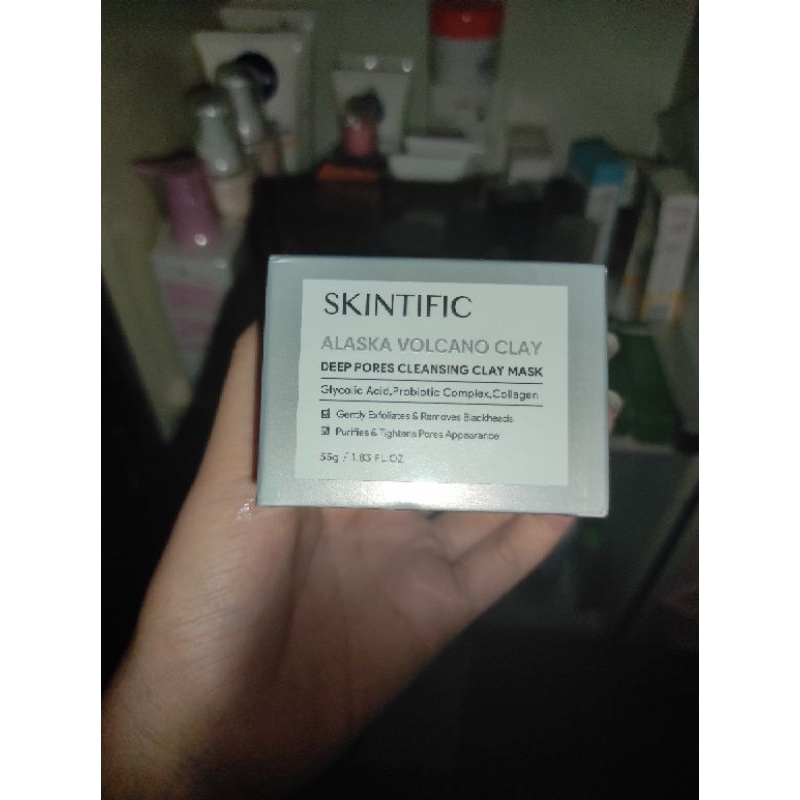 SKINTIFIC
ALASKA VOLCANO CLAY
DEEP PORES CLEANSING CLAY MASK
Glycolic Acid,Probiotic Complex,Collagen
Gently Exfoliates & Removes Blackheads
Purifies & Tightens Pores Appearance
55g / 1.83 FL.OZ